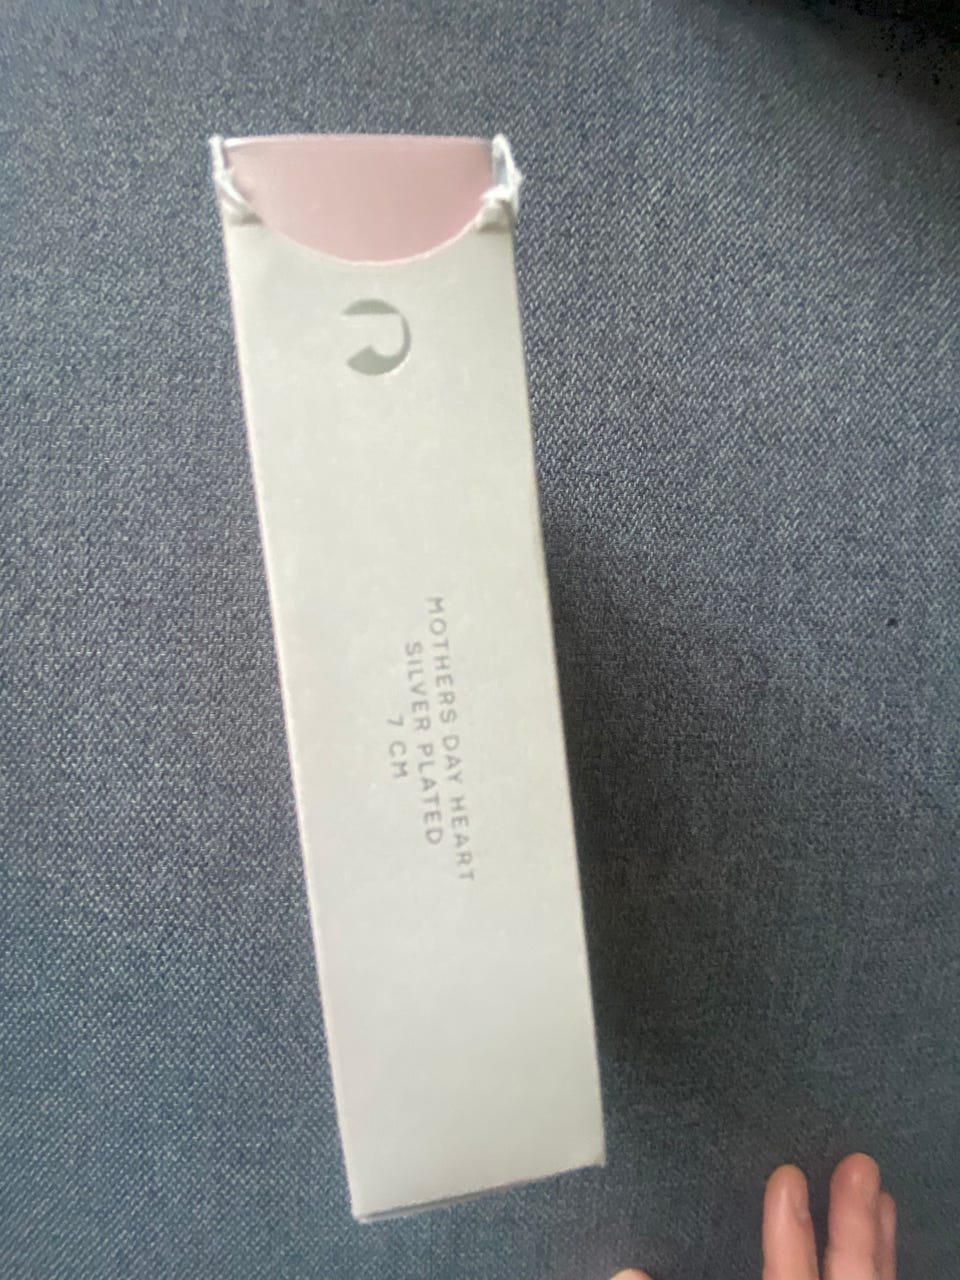 MOTHERS DAY HEART
SILVER PLATED
7 CM